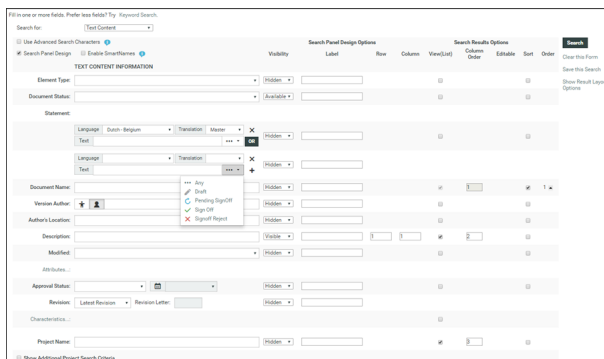 Fill in one or more fields. Prefer less fields? Try Keyword Search.
Search for: Text Content
Use Advanced Search Characters
Search Panel Design Options
Search Results Options
Search
Search Panel Design Enable SmartNames
Visibility Label Row Column View(List) Column Order Editable Sort Order
Clear this Form
TEXT CONTENT INFORMATION
Save this Search
Element Type: Hidden
Show Result Layout Options
Document Status: Available
Statement:
Language Dutch - Belgium Translation Master
Text OR Hidden
Language Translation
Text Hidden
Any
Draft
Pending SignOff
Sign Off
Signoff Reject
Document Name: Hidden 1 1
Version Author: Hidden
Author's Location: Hidden
Description: Visible 1 1 2
Modified: Hidden
Attributes...:
Approval Status: Hidden
Revision: Latest Revision Revision Letter: Hidden
Characteristics...:
Project Name: Hidden 3
Show Additional Project Search Criteria